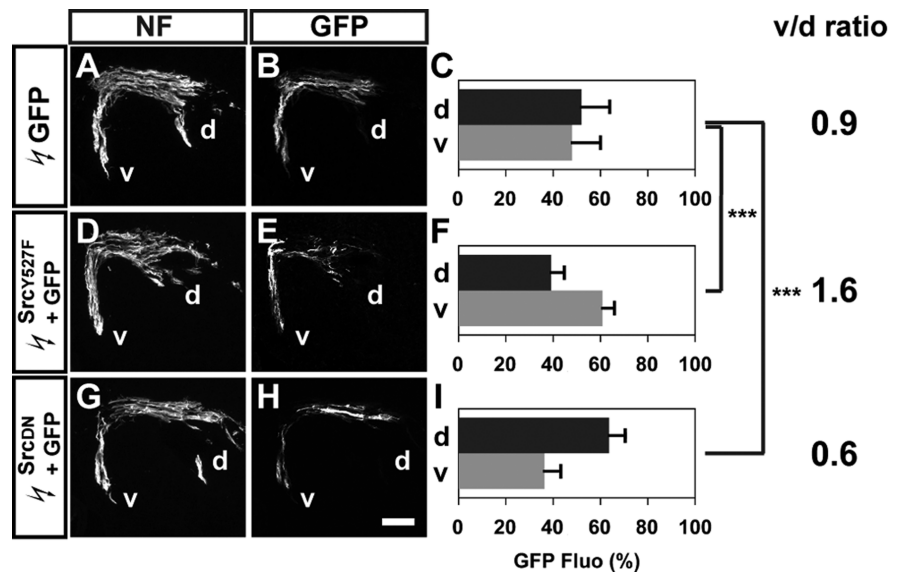 NF GFP v/d ratio
GFP
A B C
d
v
d d
v v
0.9
0 20 40 60 80 100
***
SrcY527F
+ GFP
D E F
d
v
d d
v v
*** 1.6
0 20 40 60 80 100
SrcDN
+ GFP
G H I
d
v
d d
v v
0.6
0 20 40 60 80 100
GFP Fluo (%)